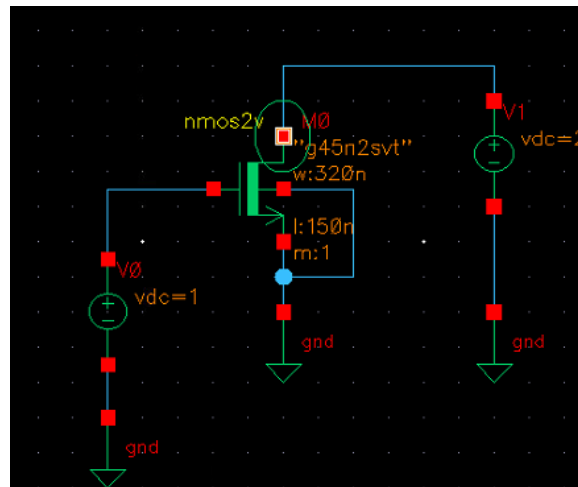 nmos2v
M0
"g45n2svt"
w:320n
l:150n
m:1
V1
vdc=2
V0
vdc=1
gnd
gnd
gnd